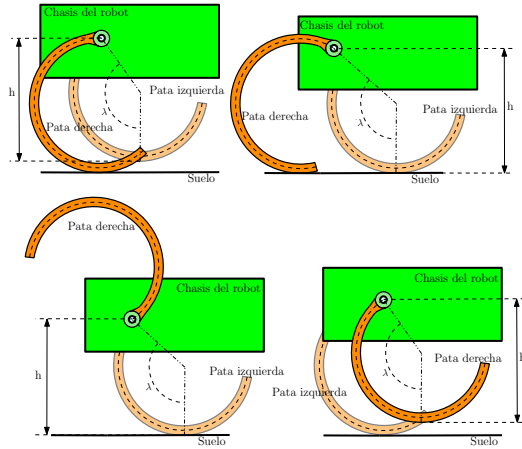 Chasis del robot
h
Pata izquierda
λ
Pata derecha
Suelo
Chasis del robot
Pata izquierda
Pata derecha
λ
h
Suelo
Pata derecha
Chasis del robot
h
λ
Pata izquierda
Suelo
Chasis del robot
Pata derecha
h
λ
Pata izquierda
Suelo